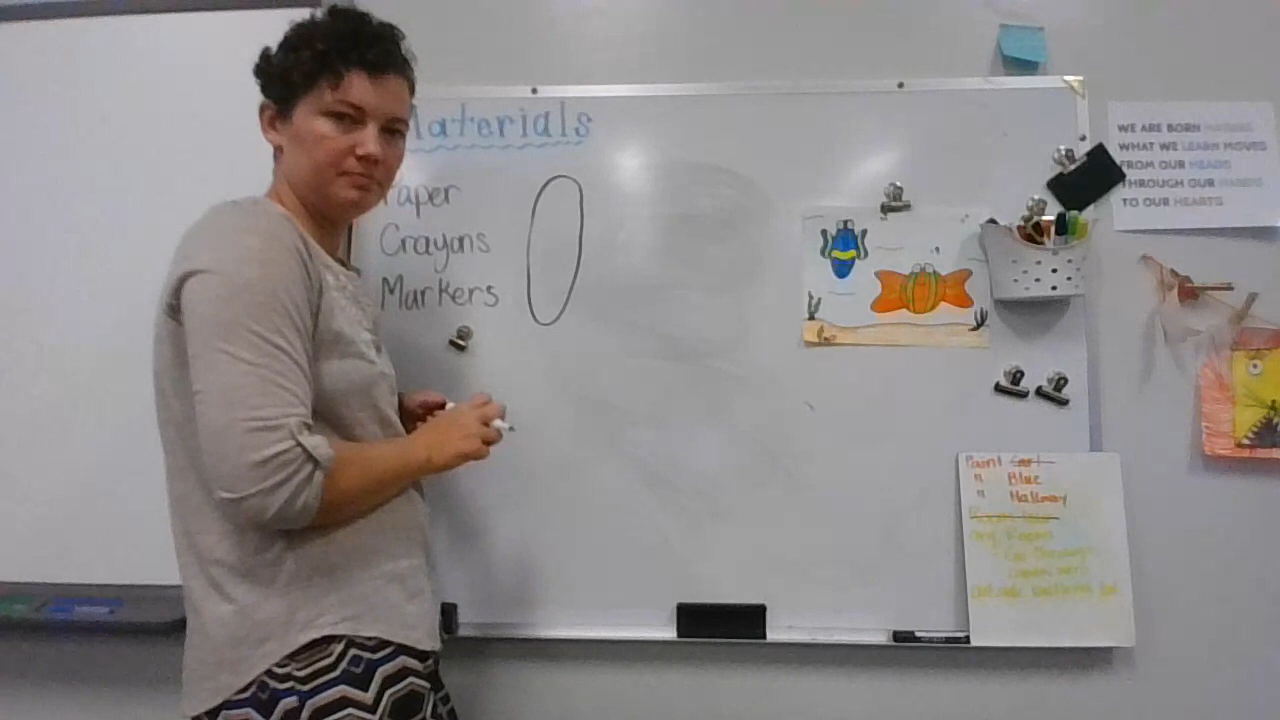 Materials
Paper
Crayons
Markers
WE ARE BORN MAKERS
WHAT WE LEARN MOVES
FROM OUR HEADS
THROUGH OUR HANDS
TO OUR HEARTS
Paint Cart
" Blue
" Hallway